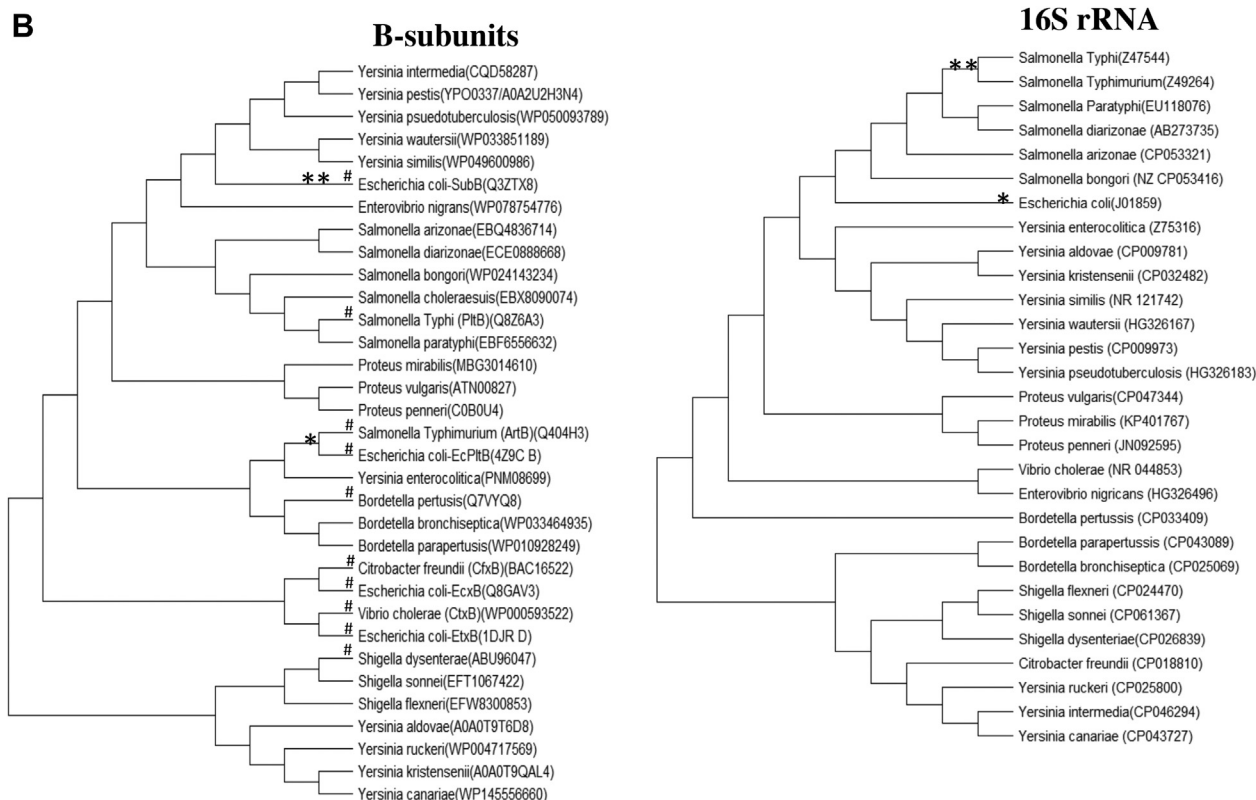 B
B-subunits
Yersinia intermedia(CQD58287)
Yersinia pestis(YPO0337/A0A2U2H3N4)
Yersinia psuedotuberculosis(WP050093789)
Yersinia wautersii(WP033851189)
Yersinia similis(WP049600986)
** #
Escherichia coli-SubB(Q3ZTX8)
Enterovibrio nigrans(WP078754776)
Salmonella arizonae(EBQ4836714)
Salmonella diarizonae(ECE0888668)
Salmonella bongori(WP024143234)
Salmonella choleraesuis(EBX8090074)
#
Salmonella Typhi (PltB)(Q8Z6A3)
Salmonella paratyphi(EBF6556632)
Proteus mirabilis(MBG3014610)
Proteus vulgaris(ATN00827)
Proteus penneri(C0B0U4)
#
Salmonella Typhimurium (ArtB)(Q404H3)
* #
Escherichia coli-EcPltB(4Z9C B)
Yersinia enterocolitica(PNM08699)
#
Bordetella pertusis(Q7VYQ8)
Bordetella bronchiseptica(WP033464935)
Bordetella parapertusis(WP010928249)
#
Citrobacter freundii (CfxB)(BAC16522)
#
Escherichia coli-EcxB(Q8GAV3)
#
Vibrio cholerae (CtxB)(WP000593522)
#
Escherichia coli-EtxB(1DJR D)
#
Shigella dysenterae(ABU96047)
Shigella sonnei(EFT1067422)
Shigella flexneri(EFW8300853)
Yersinia aldovae(A0A0T9T6D8)
Yersinia ruckeri(WP004717569)
Yersinia kristensenii(A0A0T9QAL4)
Yersinia canariae(WP145556660)
16S rRNA
**
Salmonella Typhi(Z47544)
Salmonella Typhimurium(Z49264)
Salmonella Paratyphi(EU118076)
Salmonella diarizonae (AB273735)
Salmonella arizonae (CP053321)
Salmonella bongori (NZ CP053416)
*
Escherichia coli(J01859)
Yersinia enterocolitica (Z75316)
Yersinia aldovae (CP009781)
Yersinia kristensenii (CP032482)
Yersinia similis (NR 121742)
Yersinia wautersii (HG326167)
Yersinia pestis (CP009973)
Yersinia pseudotuberculosis (HG326183)
Proteus vulgaris(CP047344)
Proteus mirabilis (KP401767)
Proteus penneri (JN092595)
Vibrio cholerae (NR 044853)
Enterovibrio nigricans (HG326496)
Bordetella pertussis (CP033409)
Bordetella parapertussis (CP043089)
Bordetella bronchiseptica (CP025069)
Shigella flexneri (CP024470)
Shigella sonnei (CP061367)
Shigella dysenteriae(CP026839)
Citrobacter freundii (CP018810)
Yersinia ruckeri (CP025800)
Yersinia intermedia(CP046294)
Yersinia canariae (CP043727)